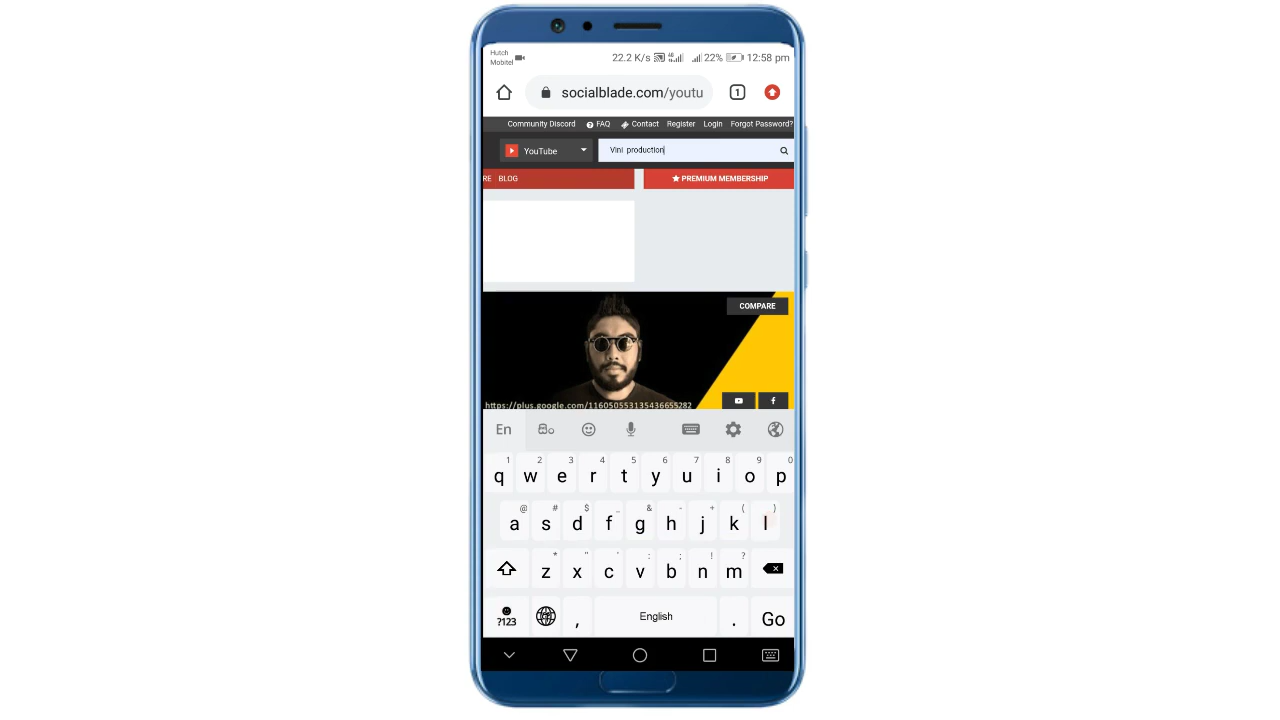 Hutch
Mobitel
22.2 K/s 4G 22% 12:58 pm
socialblade.com/youtu
1
Community Discord FAQ Contact Register Login Forgot Password?
YouTube
Vini production
RE BLOG
PREMIUM MEMBERSHIP
COMPARE
https://plus.google.com/116050553135436655282
f
En
1 2 3 4 5 6 7 8 9 0
q w e r t y u i o p
@ # $ _ & - + ( )
a s d f g h j k l
* " ' : ; ! ?
z x c v b n m
?123 , English . Go